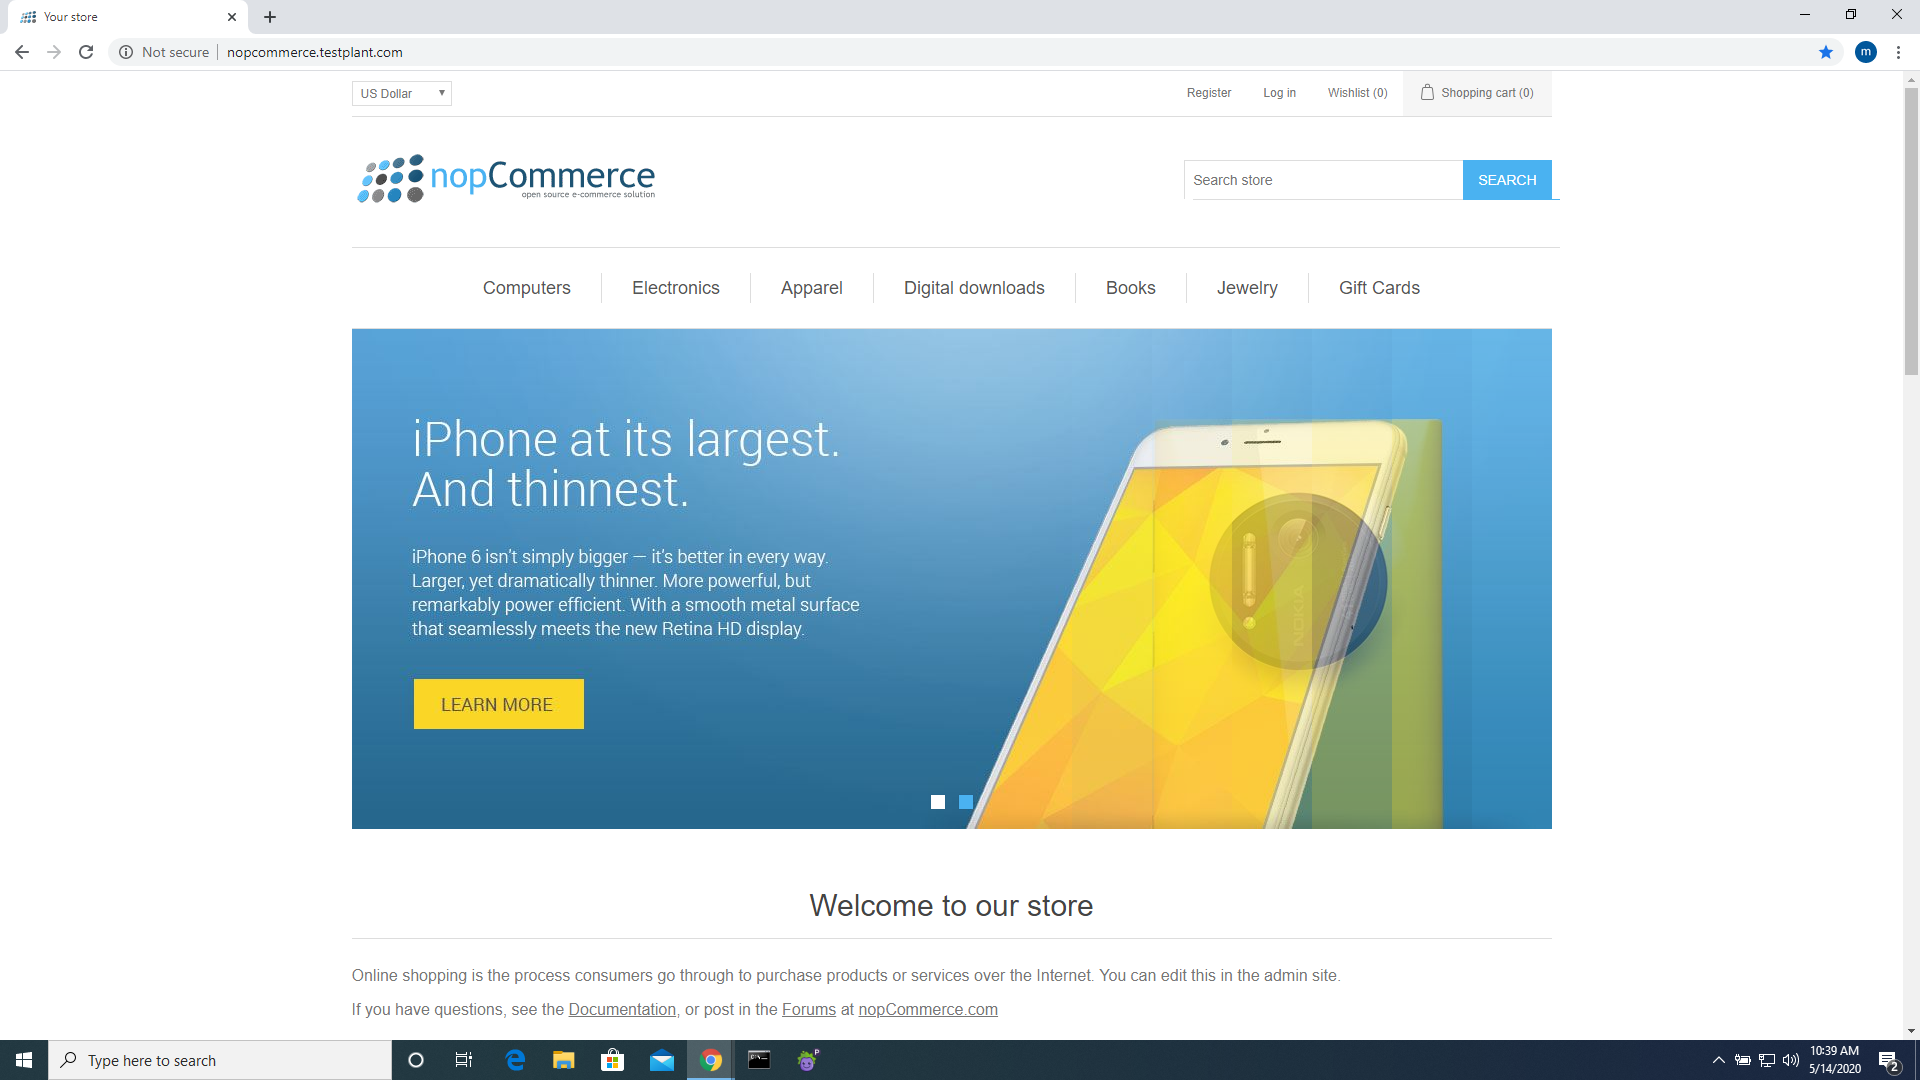 Your store
Not secure
nopcommerce.testplant.com
m
US Dollar
Register
Log in
Wishlist (0)
Shopping cart (0)
nopCommerce
open source e-commerce solution
Search store
SEARCH
Computers
Electronics
Apparel
Digital downloads
Books
Jewelry
Gift Cards
iPhone at its largest.
And thinnest.
iPhone 6 isn't simply bigger — it's better in every way.
Larger, yet dramatically thinner. More powerful, but
remarkably power efficient. With a smooth metal surface
that seamlessly meets the new Retina HD display.
NOKIA
LEARN MORE
Welcome to our store
Online shopping is the process consumers go through to purchase products or services over the Internet. You can edit this in the admin site.
If you have questions, see the Documentation, or post in the Forums at nopCommerce.com
Type here to search
P
10:39 AM
5/14/2020
2